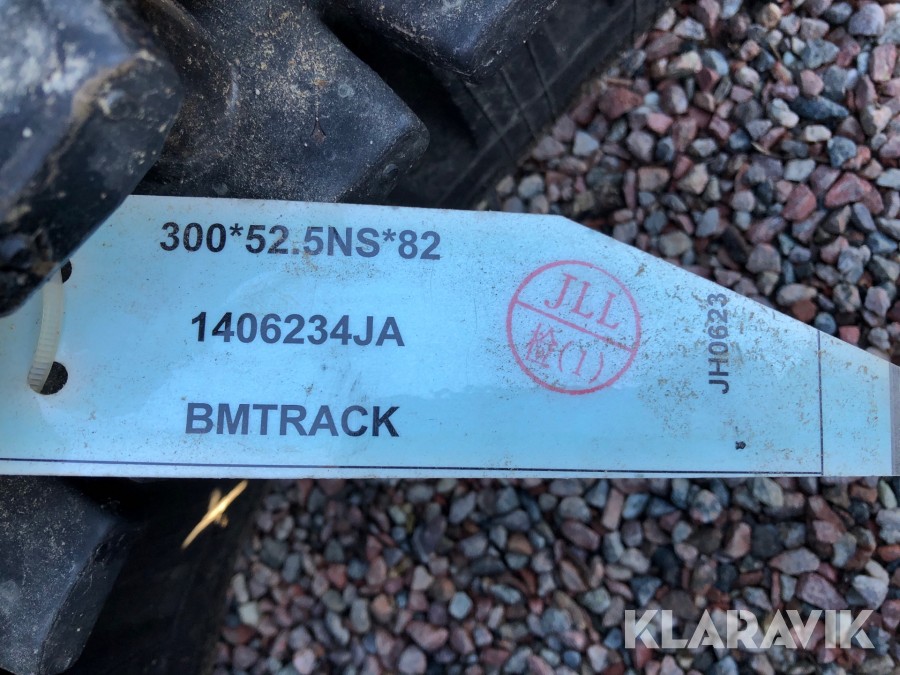 300*52.5NS*82
1406234JA
BMTRACK
JLL
检(1)
JH0623
KLARAVIK